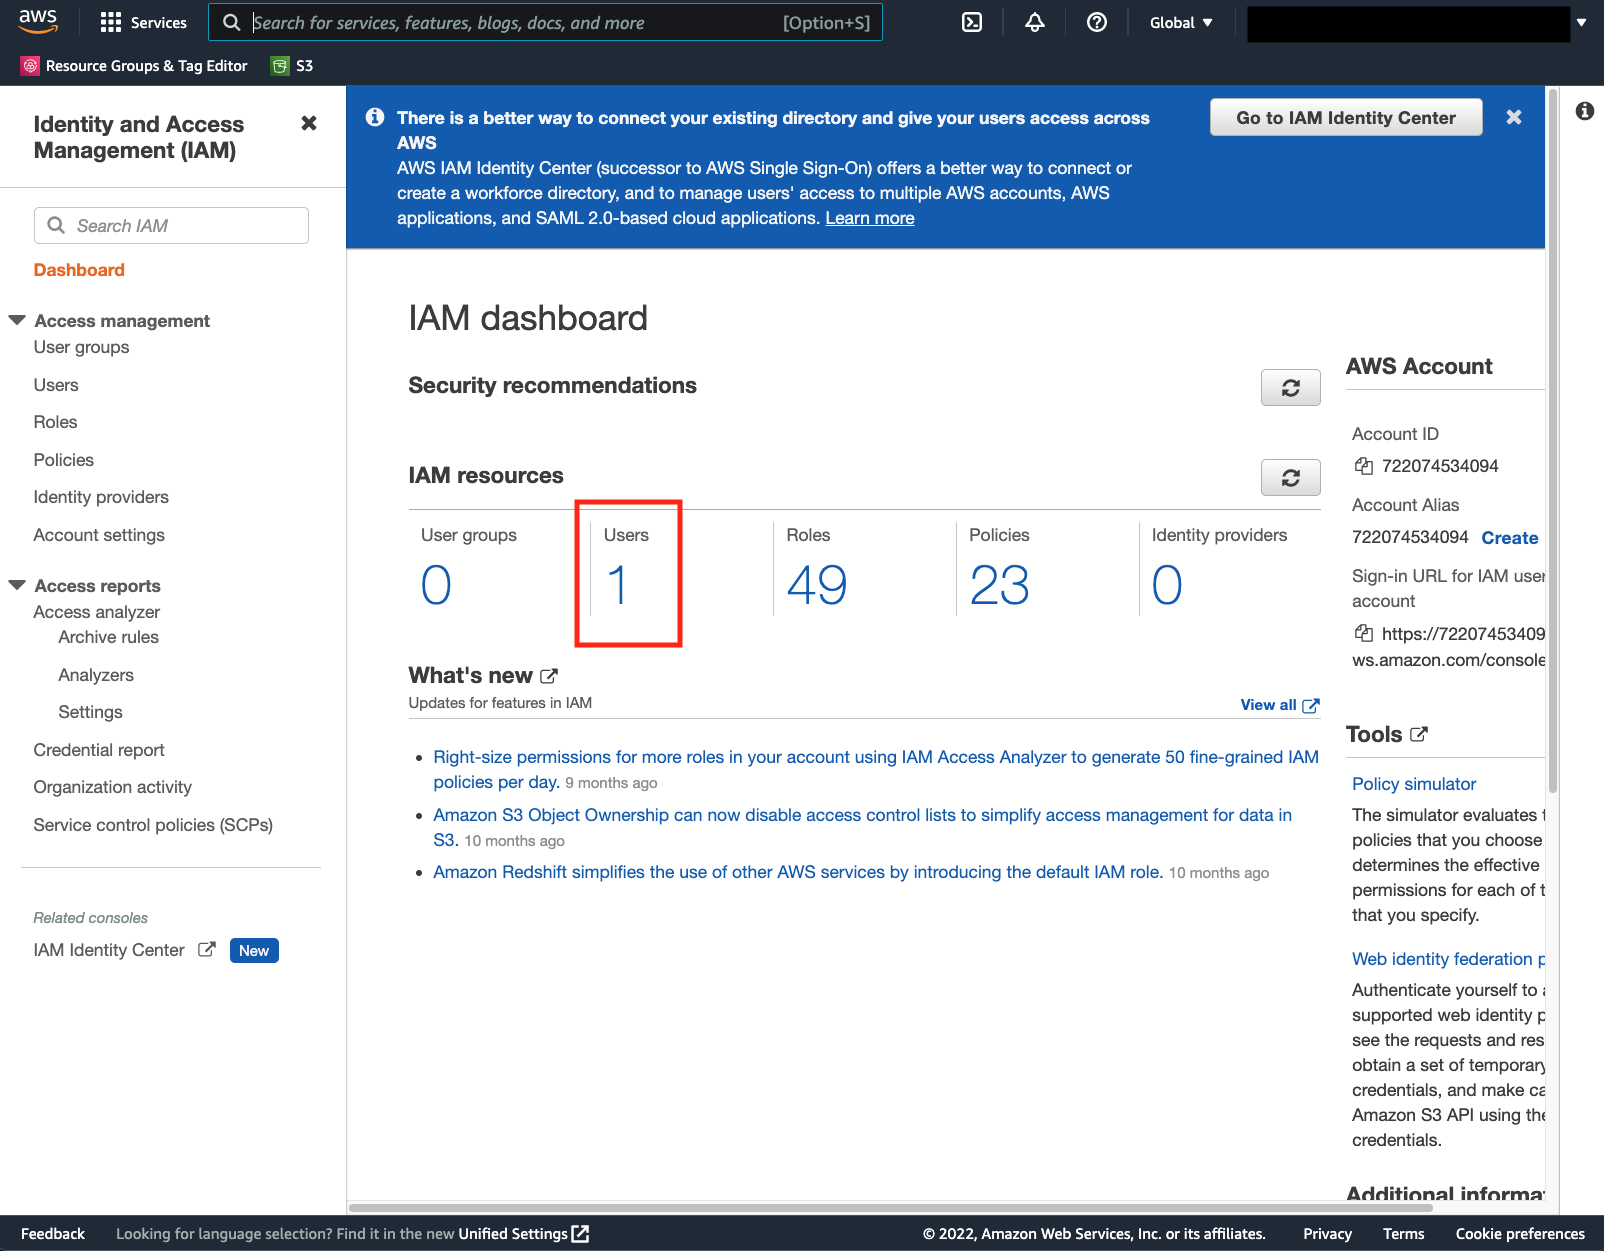 aws
Services
Search for services, features, blogs, docs, and more
[Option+S]
Global
Resource Groups & Tag Editor
S3
Identity and Access
Management (IAM)
Search IAM
Dashboard
Access management
User groups
Users
Roles
Policies
Identity providers
Account settings
Access reports
Access analyzer
Archive rules
Analyzers
Settings
Credential report
Organization activity
Service control policies (SCPs)
Related consoles
IAM Identity Center
New
There is a better way to connect your existing directory and give your users access across
AWS
AWS IAM Identity Center (successor to AWS Single Sign-On) offers a better way to connect or
create a workforce directory, and to manage users' access to multiple AWS accounts, AWS
applications, and SAML 2.0-based cloud applications. Learn more
Go to IAM Identity Center
IAM dashboard
Security recommendations
IAM resources
User groups
0
Users
1
Roles
49
Policies
23
Identity providers
0
What's new
Updates for features in IAM
View all
Right-size permissions for more roles in your account using IAM Access Analyzer to generate 50 fine-grained IAM
policies per day. 9 months ago
Amazon S3 Object Ownership can now disable access control lists to simplify access management for data in
S3. 10 months ago
Amazon Redshift simplifies the use of other AWS services by introducing the default IAM role. 10 months ago
AWS Account
Account ID
722074534094
Account Alias
722074534094 Create
Sign-in URL for IAM user
account
https://72207453409
ws.amazon.com/console
Tools
Policy simulator
The simulator evaluates
policies that you choose
determines the effective
permissions for each of
that you specify.
Web identity federation
Authenticate yourself to
supported web identity
see the requests and res
obtain a set of temporary
credentials, and make ca
Amazon S3 API using the
credentials.
Additional informa
Feedback
Looking for language selection? Find it in the new Unified Settings
© 2022, Amazon Web Services, Inc. or its affiliates.
Privacy
Terms
Cookie preferences